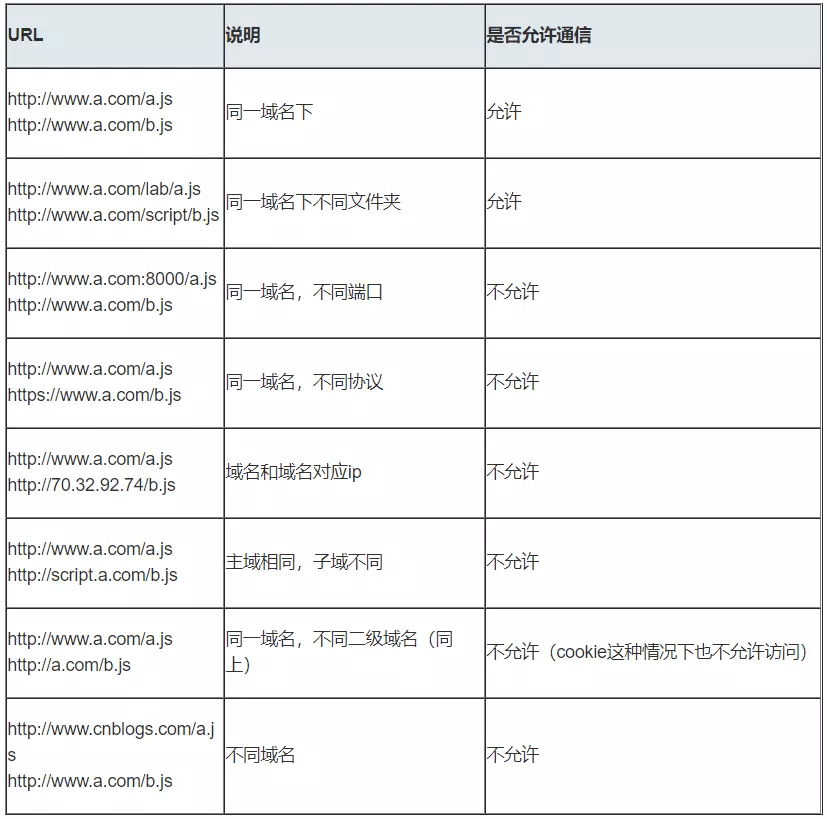 URL
说明
是否允许通信
http://www.a.com/a.js
http://www.a.com/b.js
同一域名下
允许
http://www.a.com/lab/a.js
http://www.a.com/script/b.js
同一域名下不同文件夹
允许
http://www.a.com:8000/a.js
http://www.a.com/b.js
同一域名，不同端口
不允许
http://www.a.com/a.js
https://www.a.com/b.js
同一域名，不同协议
不允许
http://www.a.com/a.js
http://70.32.92.74/b.js
域名和域名对应ip
不允许
http://www.a.com/a.js
http://script.a.com/b.js
主域相同，子域不同
不允许
http://www.a.com/a.js
http://a.com/b.js
同一域名，不同二级域名（同
上）
不允许（cookie这种情况下也不允许访问）
http://www.cnblogs.com/a.j
s
http://www.a.com/b.js
不同域名
不允许